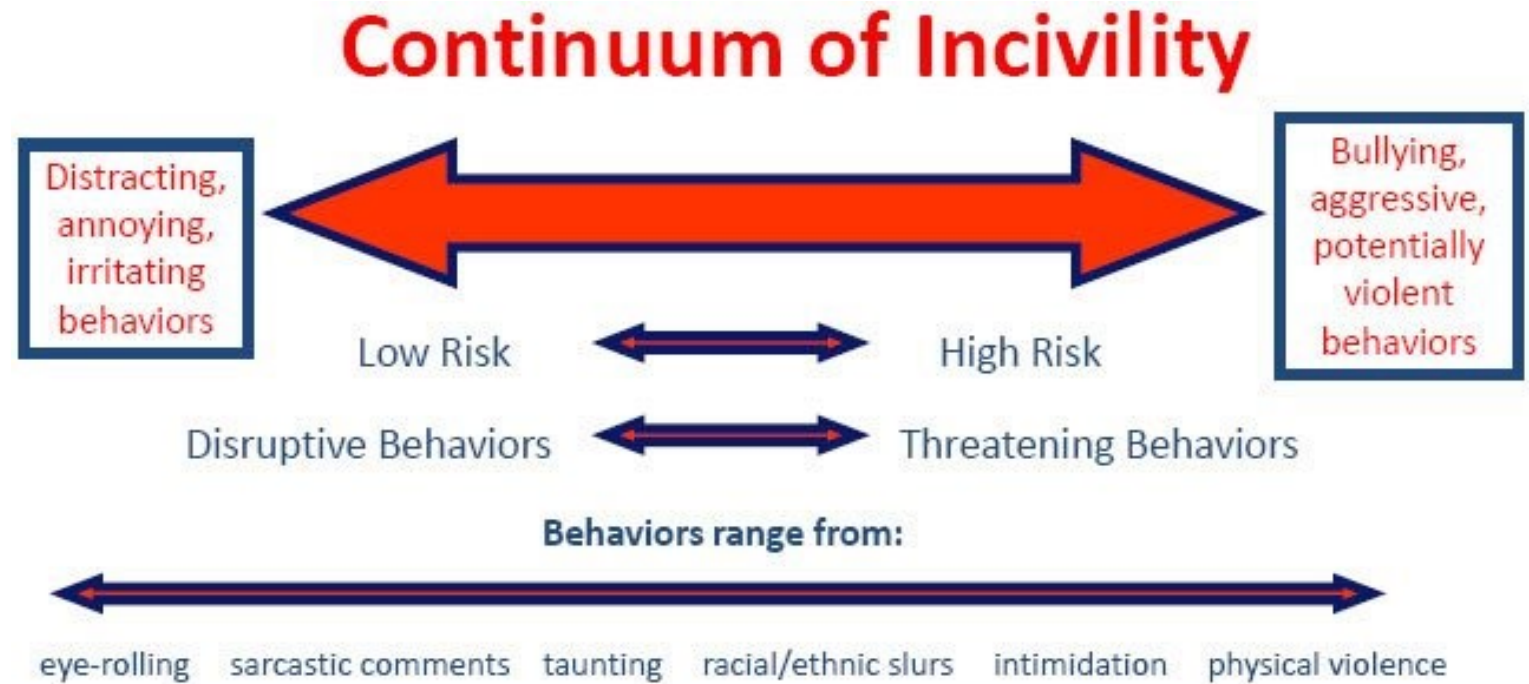 Continuum of Incivility
Distracting,
annoying,
irritating
behaviors
Bullying,
aggressive,
potentially
violent
behaviors
Low Risk
High Risk
Disruptive Behaviors
Threatening Behaviors
Behaviors range from:
eye-rolling sarcastic comments taunting racial/ethnic slurs intimidation physical violence